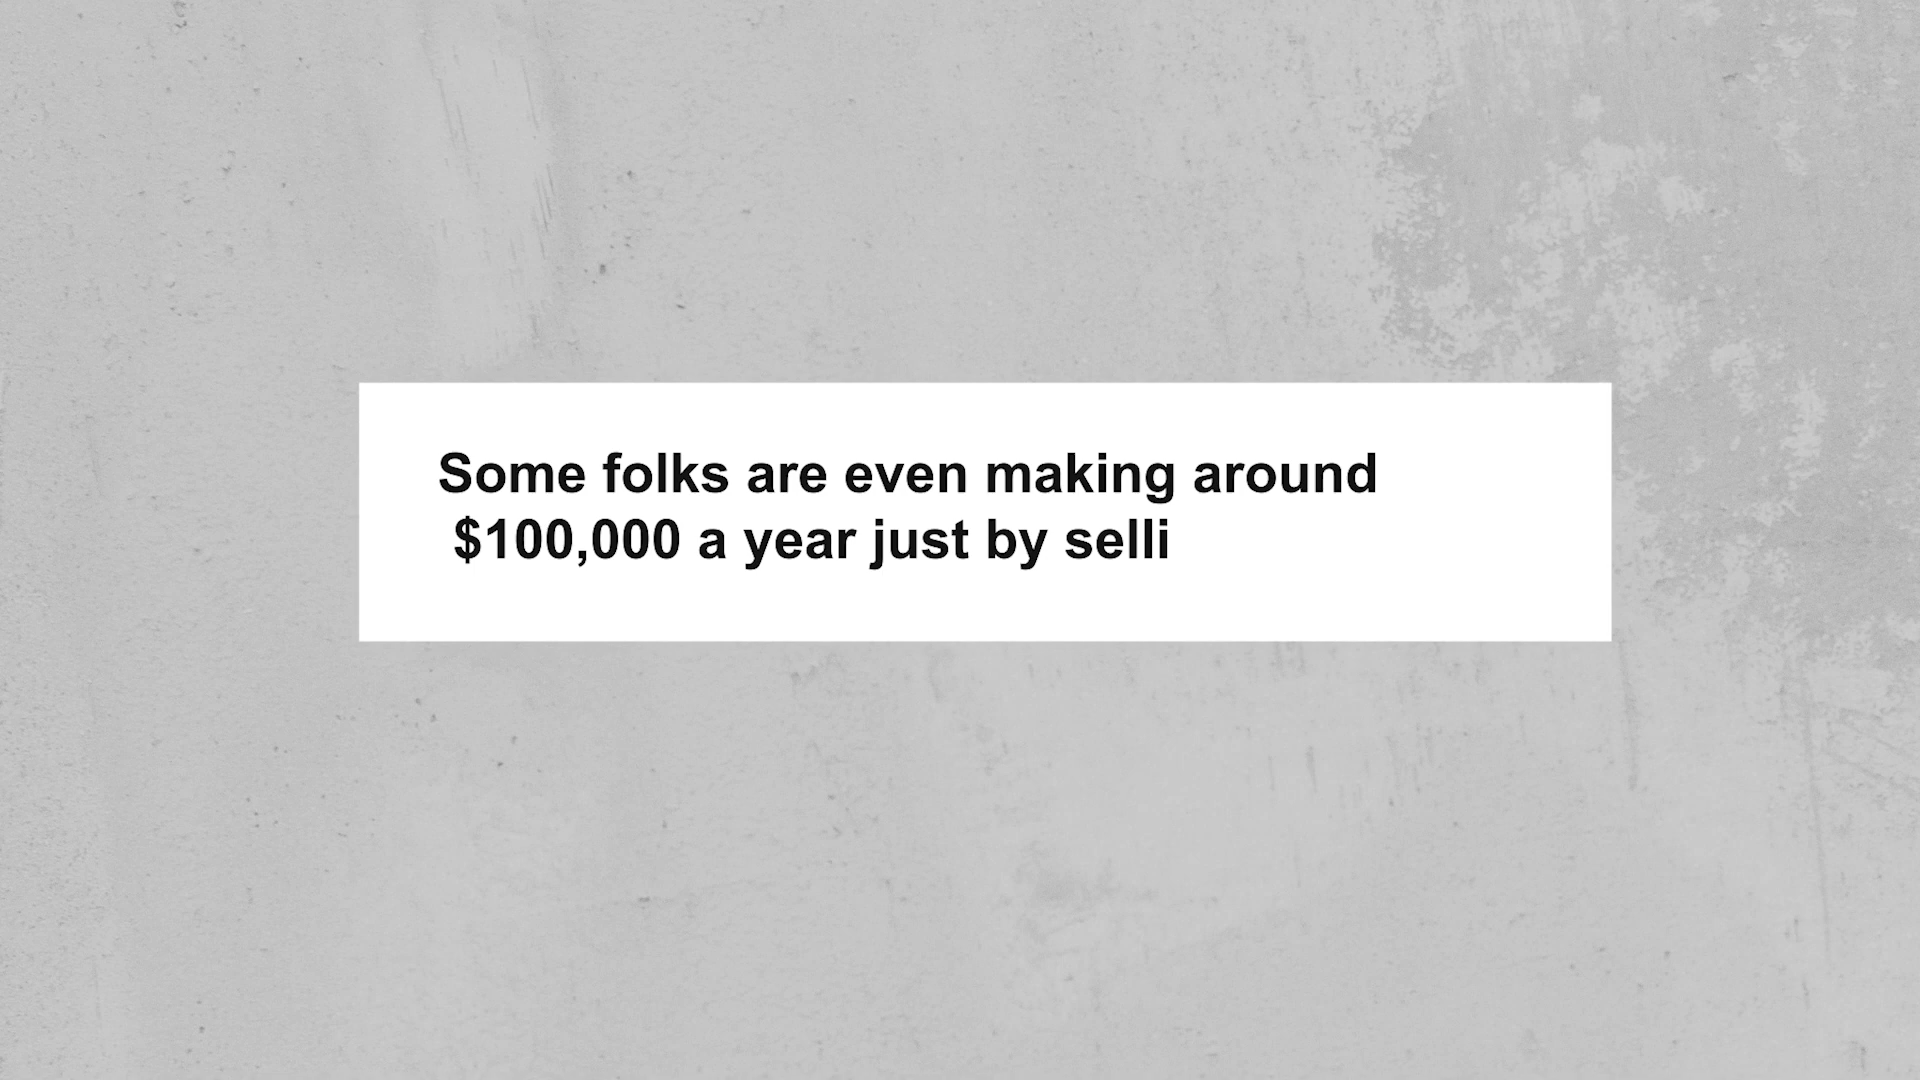 Some folks are even making around
$100,000 a year just by selli